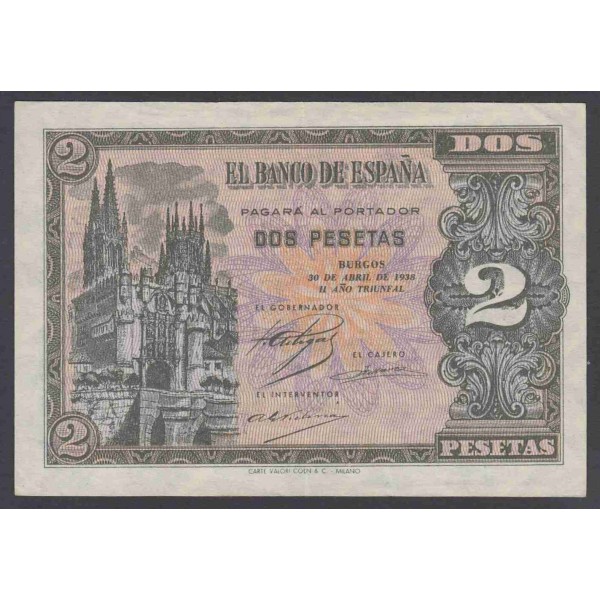 DOS
2
EL BANCO DE ESPAÑA
PAGARÁ AL PORTADOR
DOS PESETAS
BURGOS
30 DE ABRIL DE 1938
II AÑO TRIUNFAL
EL GOBERNADOR
2
EL CAJERO
EL INTERVENTOR
2
PESETAS
CARTE VALORI COEN & C. - MILANO